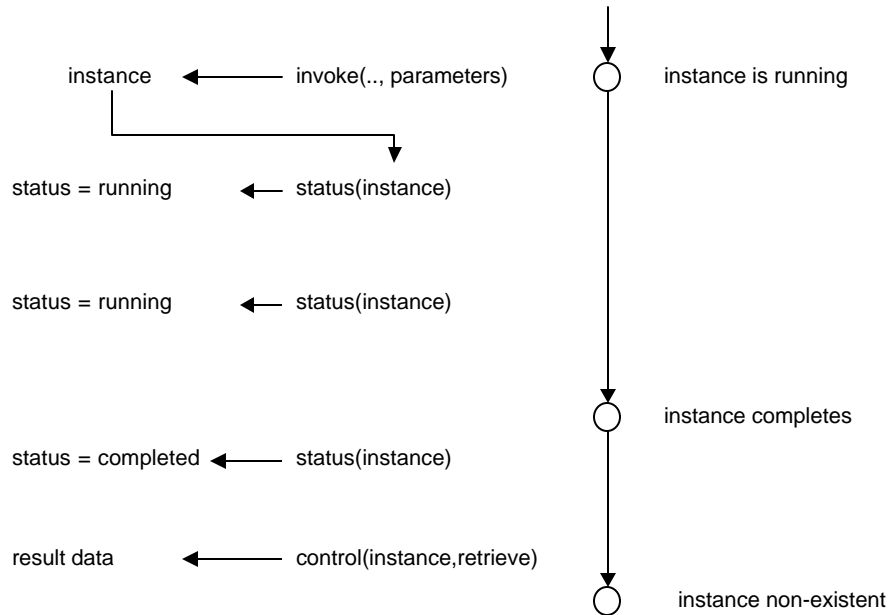 instance
invoke(.., parameters)
instance is running
status = running
status(instance)
status = running
status(instance)
instance completes
status = completed
status(instance)
result data
control(instance,retrieve)
instance non-existent